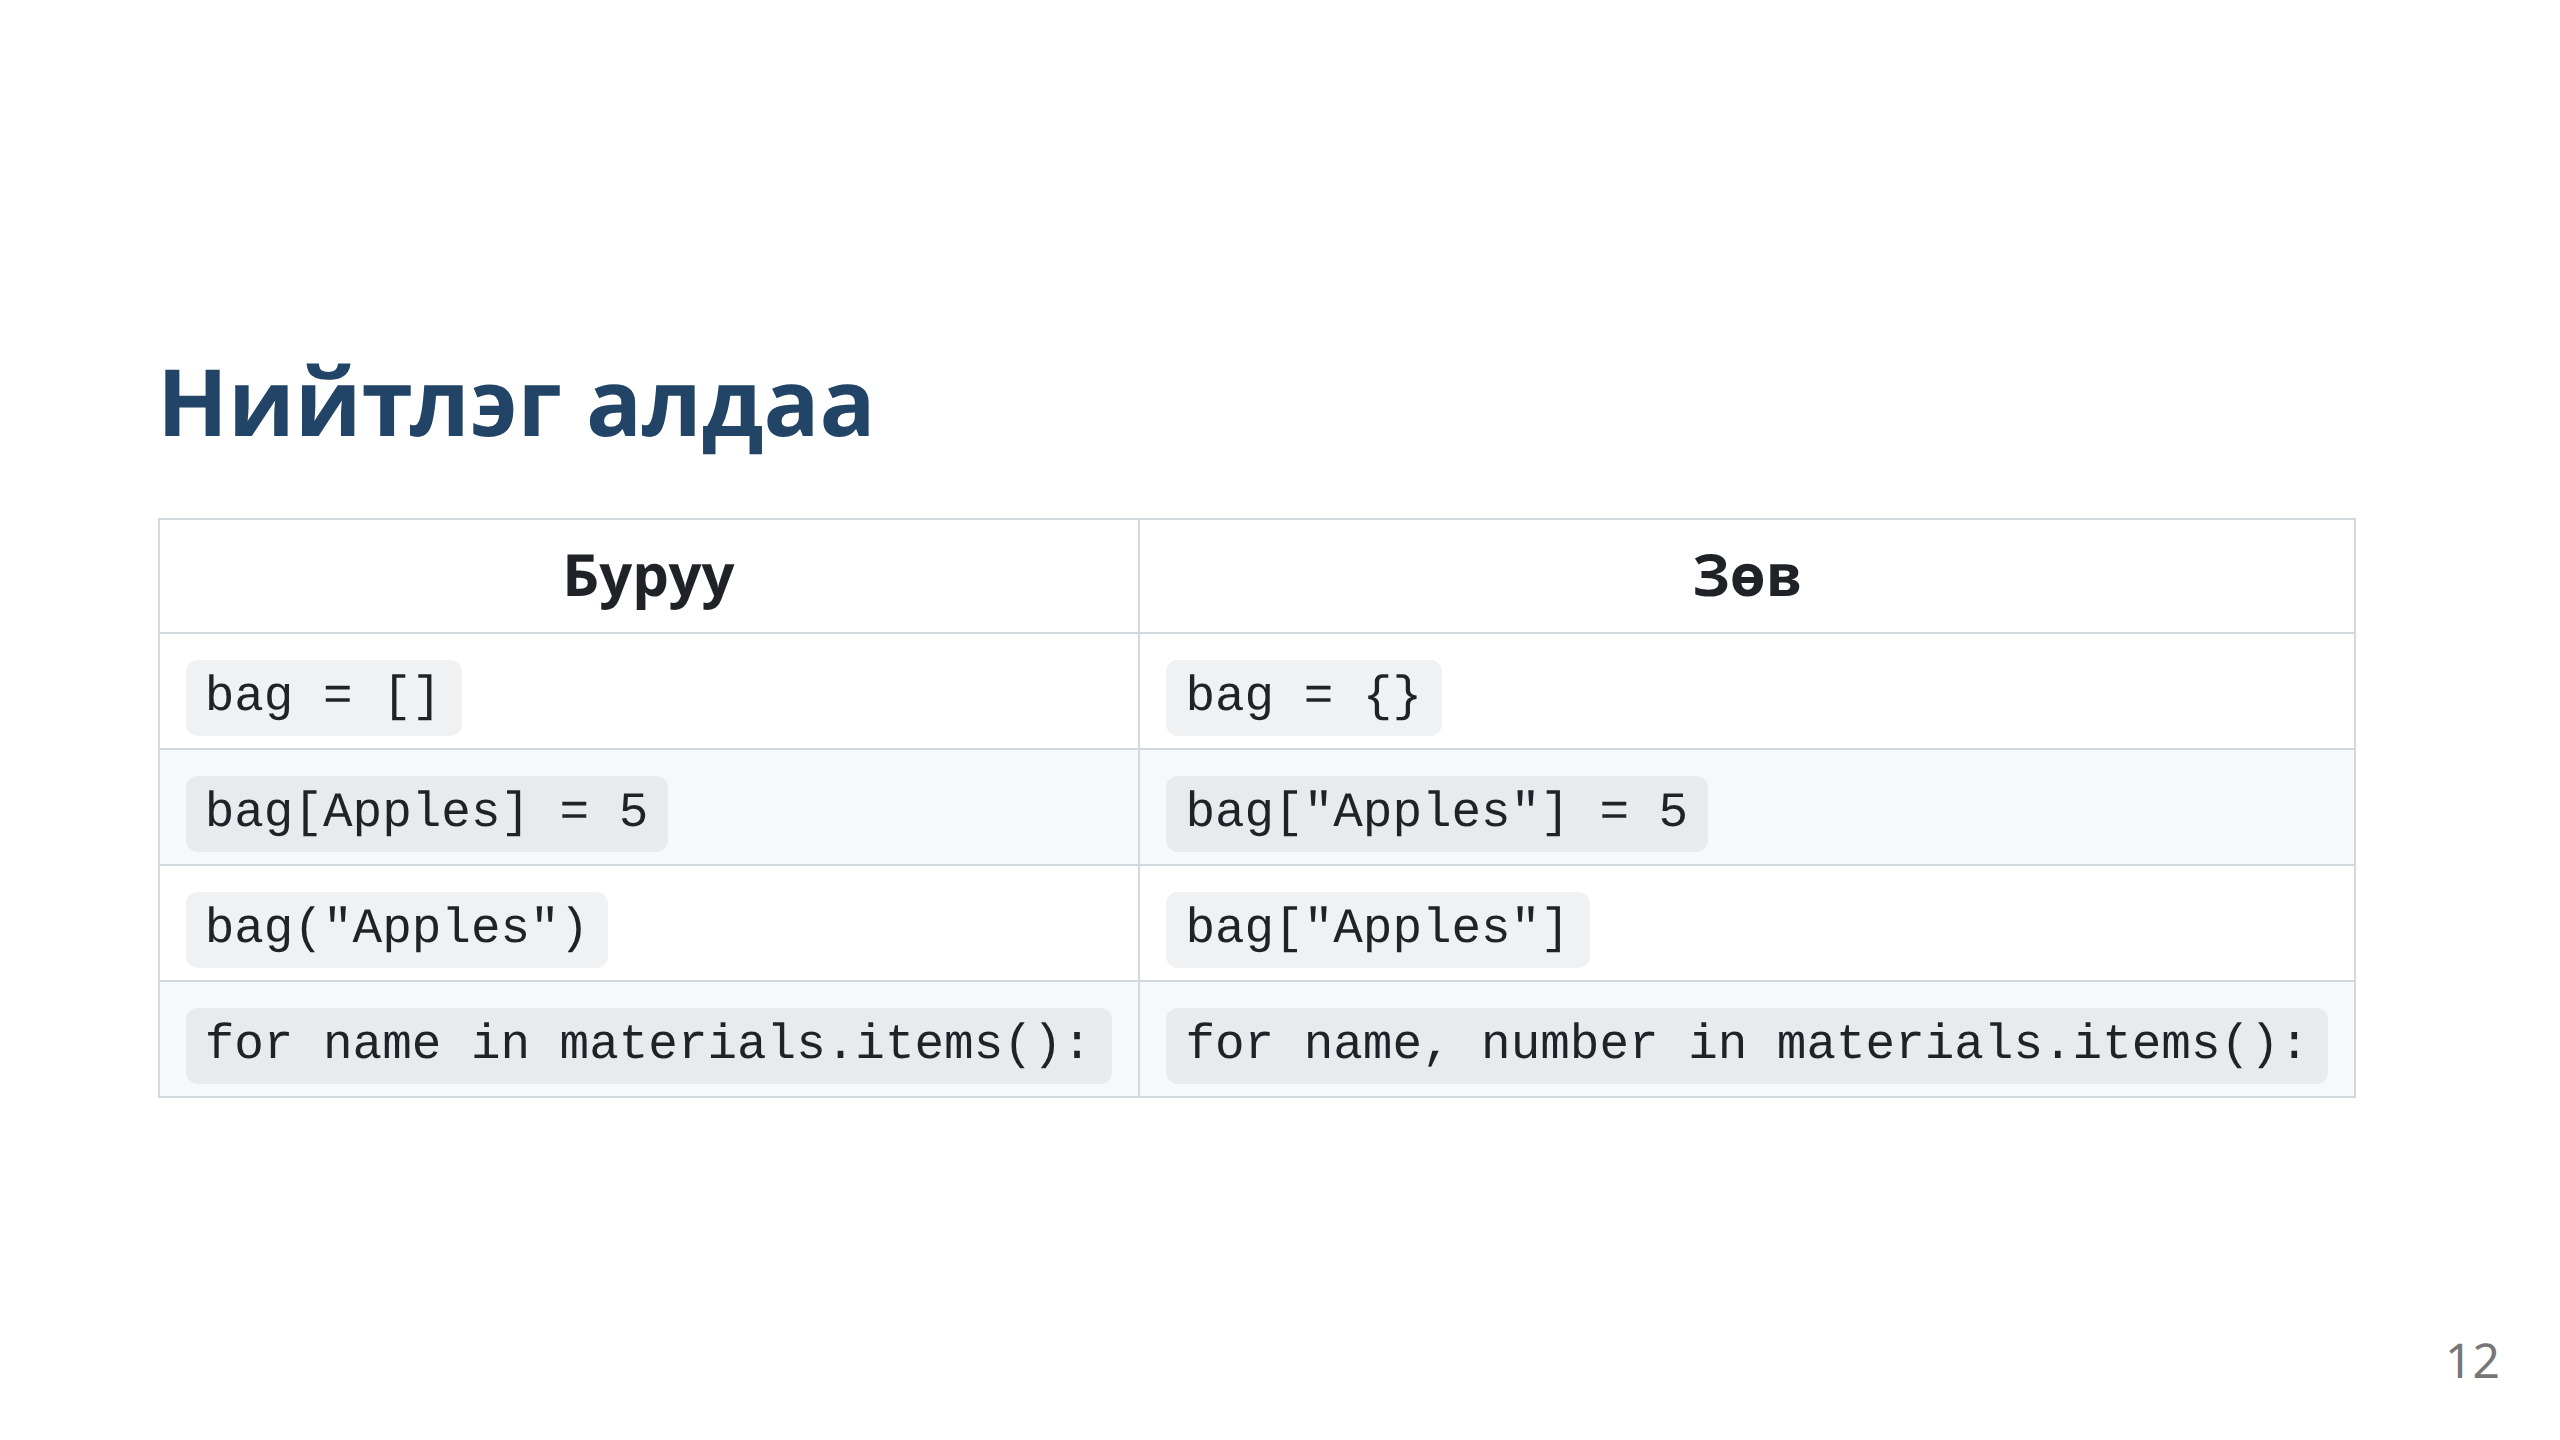 Нийтлэг алдаа
Буруу Зөв
bag = [] bag = {}
bag[Apples] = 5 bag["Apples"] = 5
bag("Apples") bag["Apples"]
for name in materials.items(): for name, number in materials.items():
12